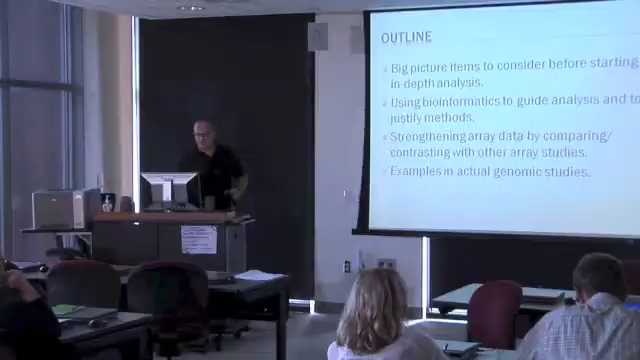 OUTLINE
Big picture items to consider before starting
in-depth analysis.
Using bioinformatics to guide analysis and to
justify methods.
Strengthening array data by comparing/
contrasting with other array studies.
Examples in actual genomic studies.